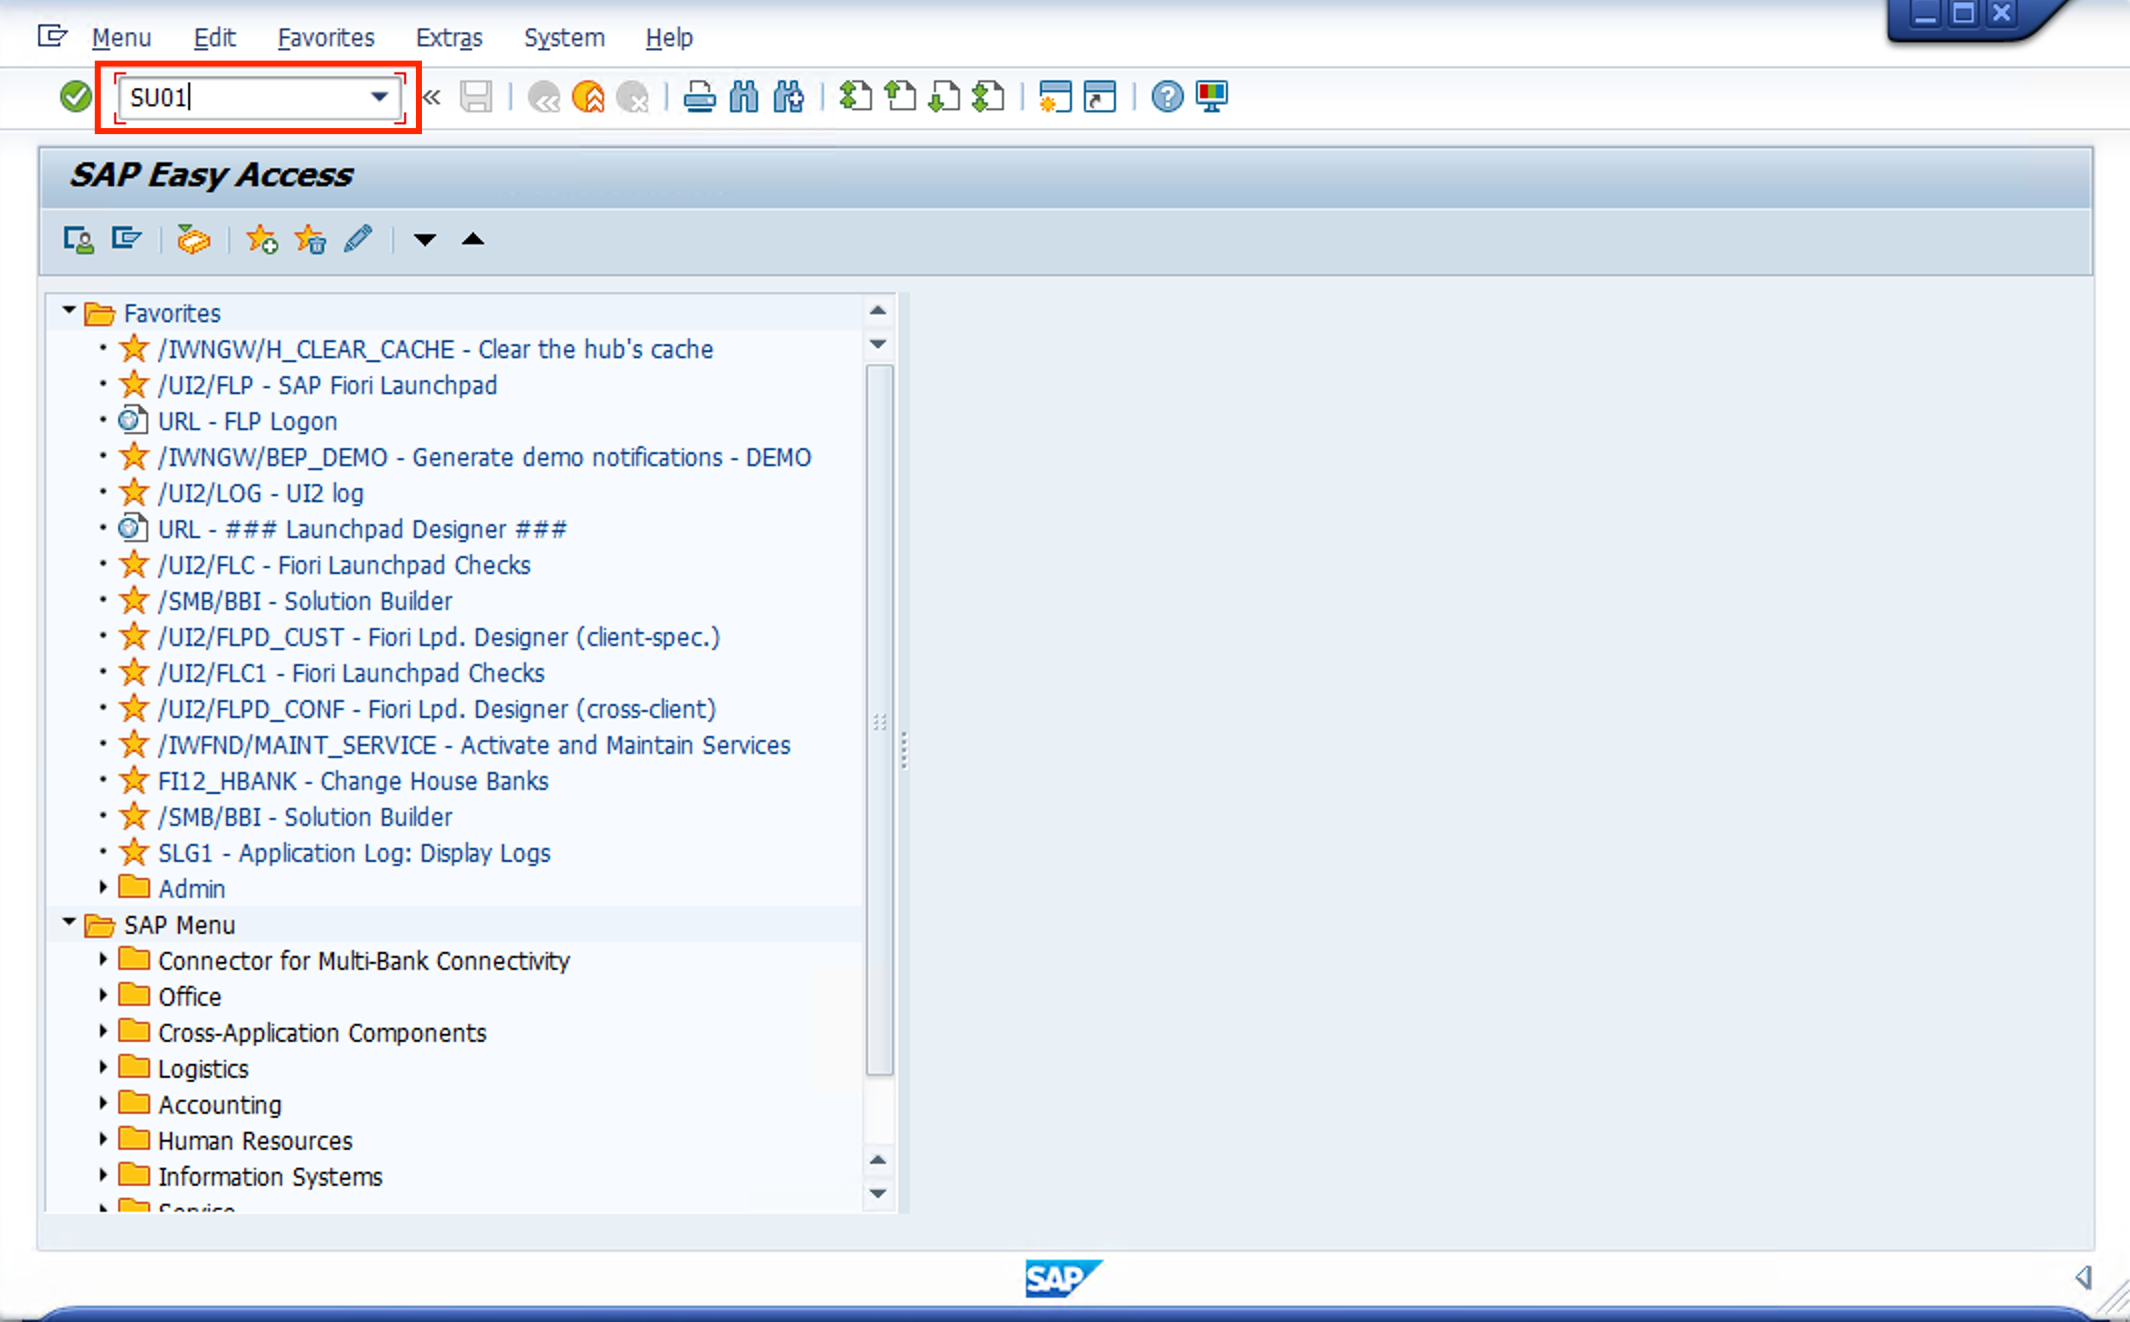 Menu Edit Favorites Extras System Help
SU01
SAP Easy Access
Favorites
/IWNGW/H_CLEAR_CACHE - Clear the hub's cache
/UI2/FLP - SAP Fiori Launchpad
URL - FLP Logon
/IWNGW/BEP_DEMO - Generate demo notifications - DEMO
/UI2/LOG - UI2 log
URL - ### Launchpad Designer ###
/UI2/FLC - Fiori Launchpad Checks
/SMB/BBI - Solution Builder
/UI2/FLPD_CUST - Fiori Lpd. Designer (client-spec.)
/UI2/FLC1 - Fiori Launchpad Checks
/UI2/FLPD_CONF - Fiori Lpd. Designer (cross-client)
/IWFND/MAINT_SERVICE - Activate and Maintain Services
FI12_HBANK - Change House Banks
/SMB/BBI - Solution Builder
SLG1 - Application Log: Display Logs
Admin
SAP Menu
Connector for Multi-Bank Connectivity
Office
Cross-Application Components
Logistics
Accounting
Human Resources
Information Systems
Service
SAP